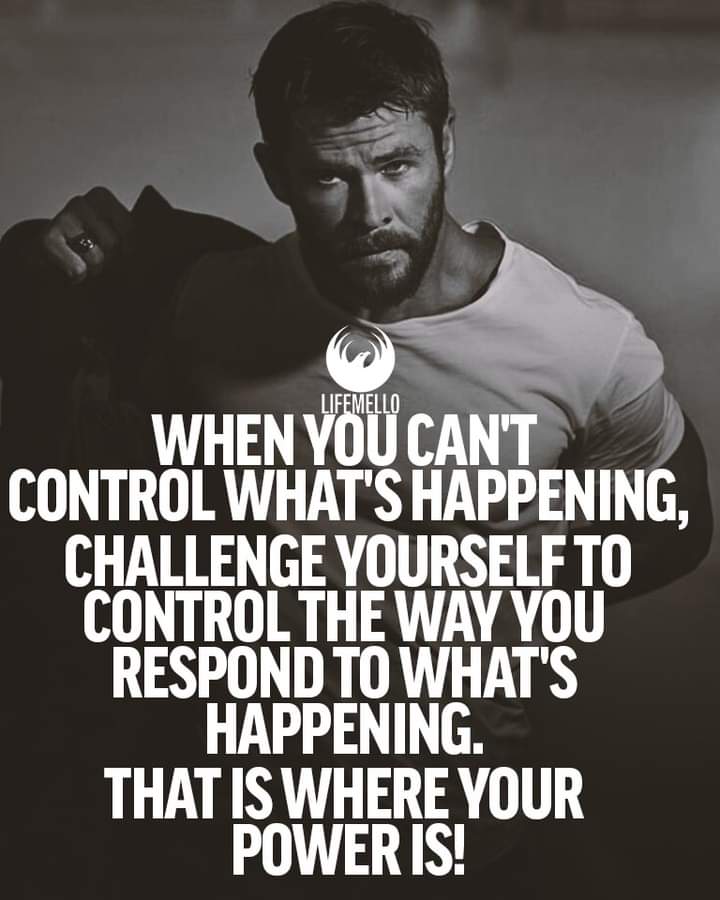 LIFEMELLO
WHEN YOU CAN'T
CONTROL WHAT'S HAPPENING,
CHALLENGE YOURSELF TO
CONTROL THE WAY YOU
RESPOND TO WHAT'S
HAPPENING.
THAT IS WHERE YOUR
POWER IS!